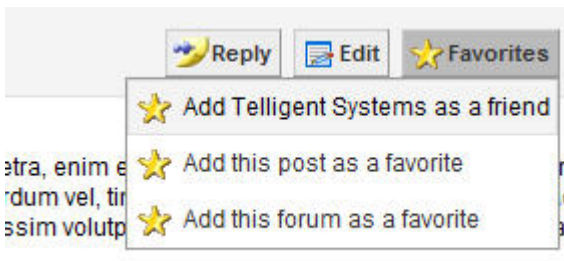 Reply Edit Favorites
Add Telligent Systems as a friend
etra, enim e
Add this post as a favorite
rdum vel, tir
Add this forum as a favorite
ssim volutp